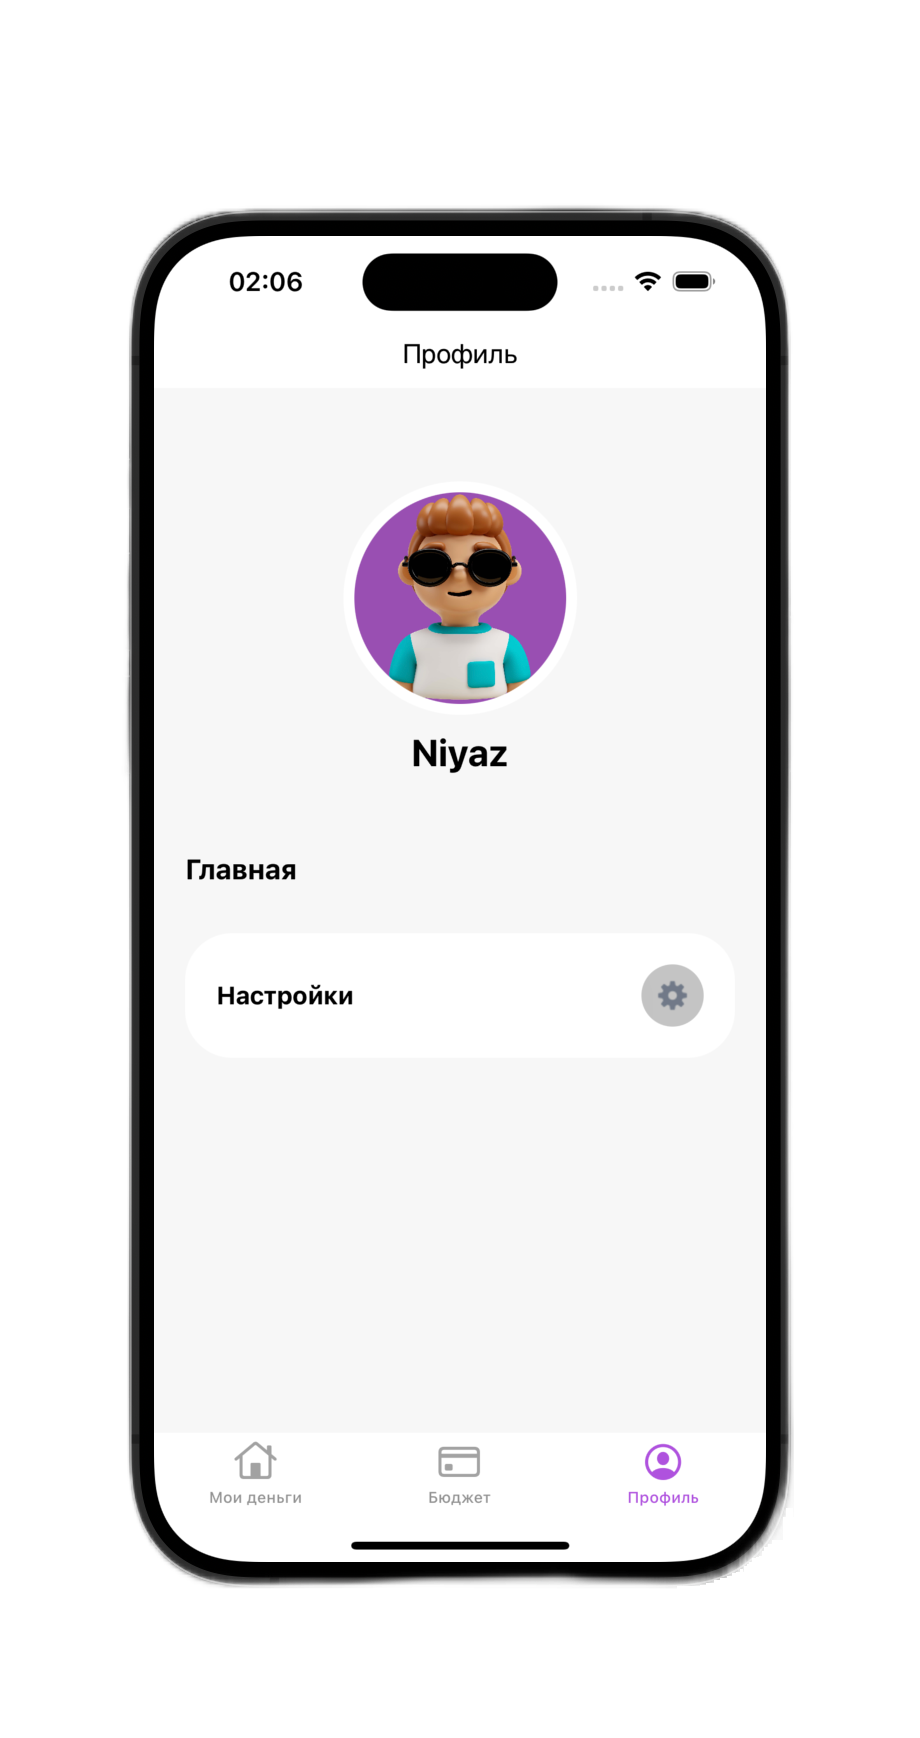 02:06
Профиль
Niyaz
Главная
Настройки
Мои деньги
Бюджет
Профиль